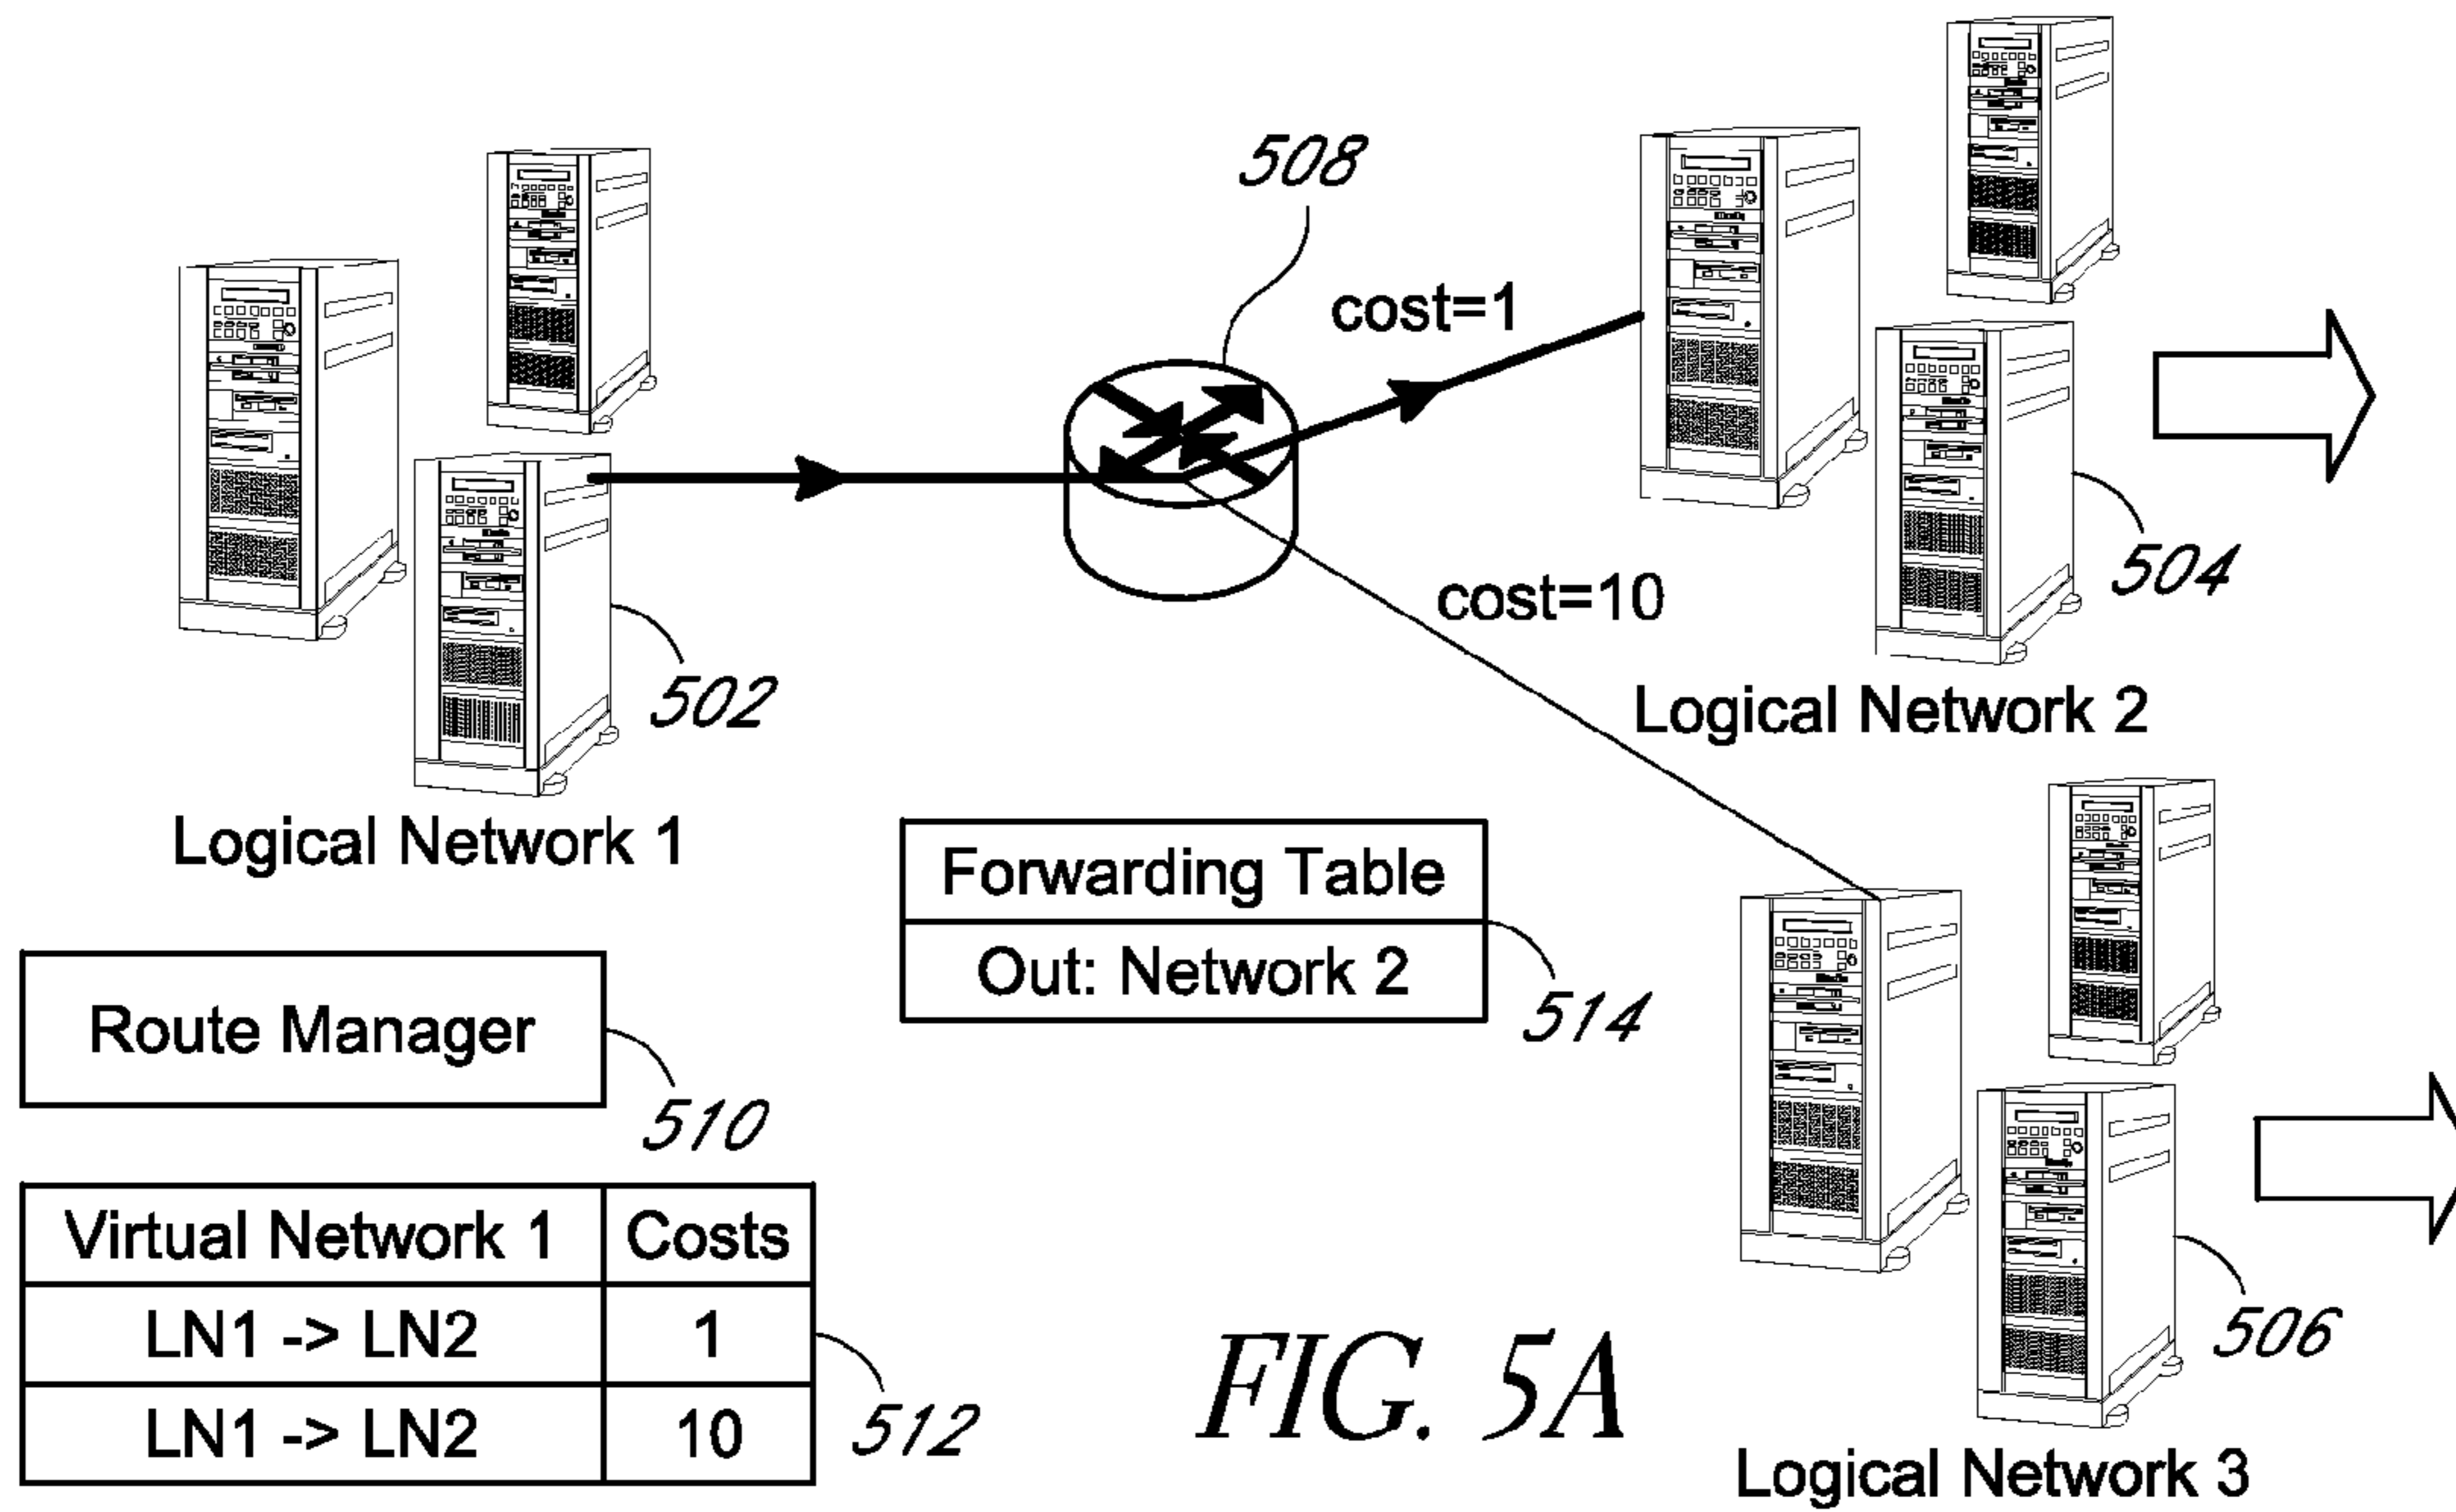 508
cost=1
504
cost=10
502
Logical Network 2
Logical Network 1
Forwarding Table
Out: Network 2
514
Route Manager
510
Virtual Network 1 Costs
LN1 -> LN2 1
LN1 -> LN2 10
512
506
FIG. 5A
Logical Network 3